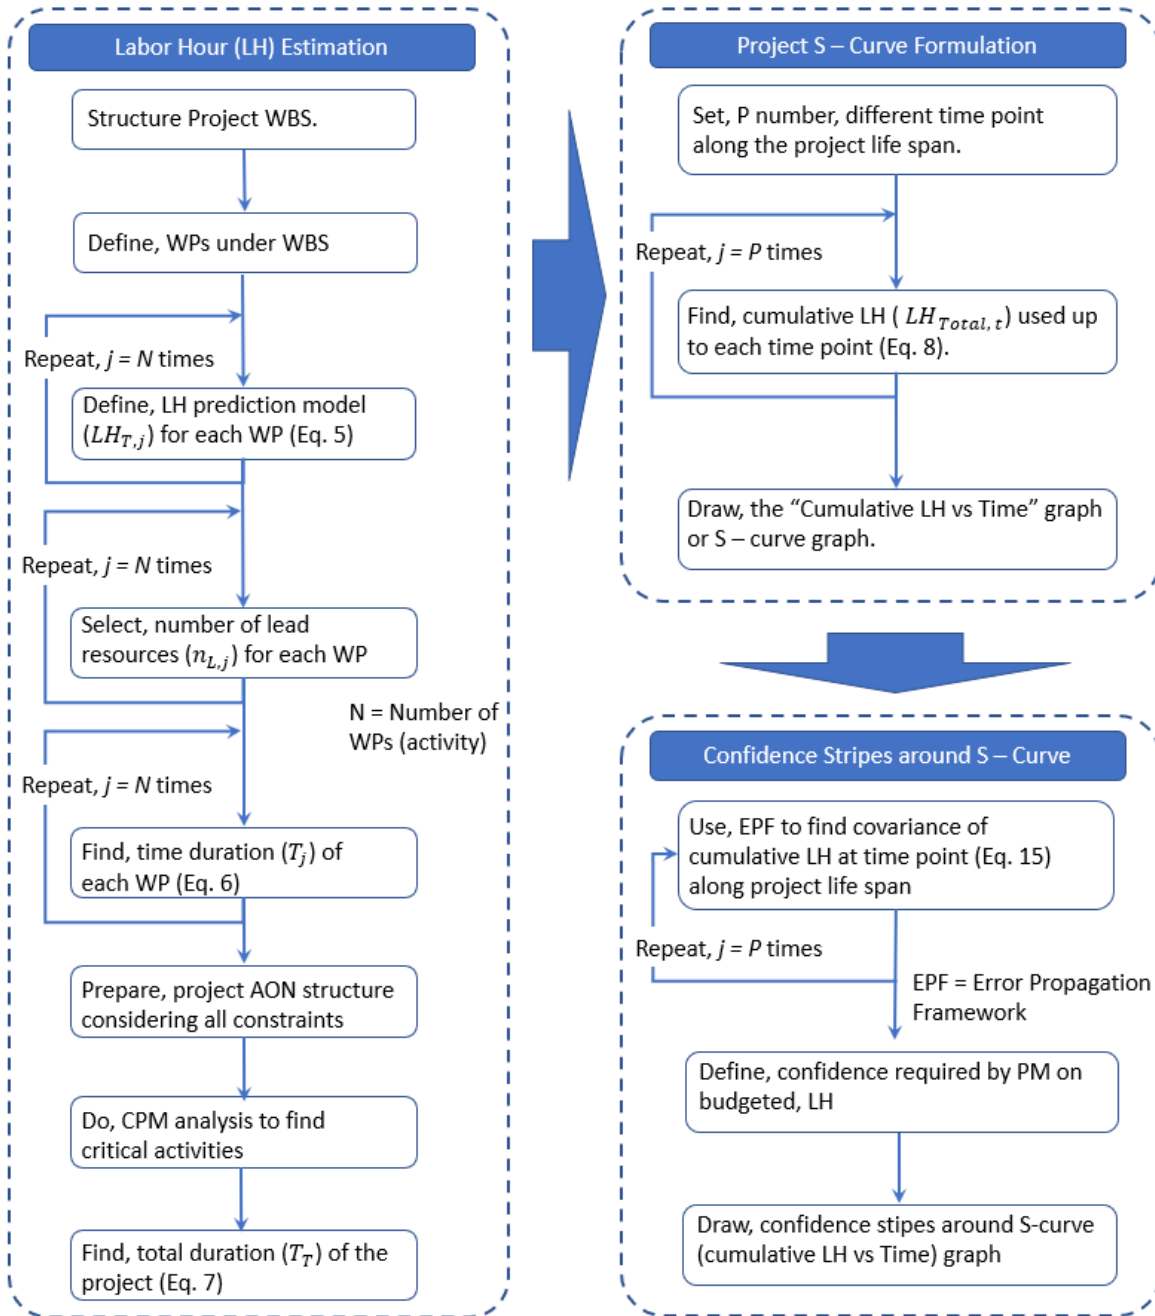 Labor Hour (LH) Estimation
Structure Project WBS.
Define, WPs under WBS
Repeat, j = N times
Define, LH prediction model
(LH_{T,j}) for each WP (Eq. 5)
Repeat, j = N times
Select, number of lead
resources (n_{L,j}) for each WP
N = Number of
WPs (activity)
Repeat, j = N times
Find, time duration (T_j) of
each WP (Eq. 6)
Prepare, project AON structure
considering all constraints
Do, CPM analysis to find
critical activities
Find, total duration (T_T) of the
project (Eq. 7)
Project S – Curve Formulation
Set, P number, different time point
along the project life span.
Repeat, j = P times
Find, cumulative LH ( LH_{Total,t}) used up
to each time point (Eq. 8).
Draw, the “Cumulative LH vs Time” graph
or S – curve graph.
Confidence Stripes around S – Curve
Use, EPF to find covariance of
cumulative LH at time point (Eq. 15)
along project life span
Repeat, j = P times
EPF = Error Propagation
Framework
Define, confidence required by PM on
budgeted, LH
Draw, confidence stipes around S-curve
(cumulative LH vs Time) graph